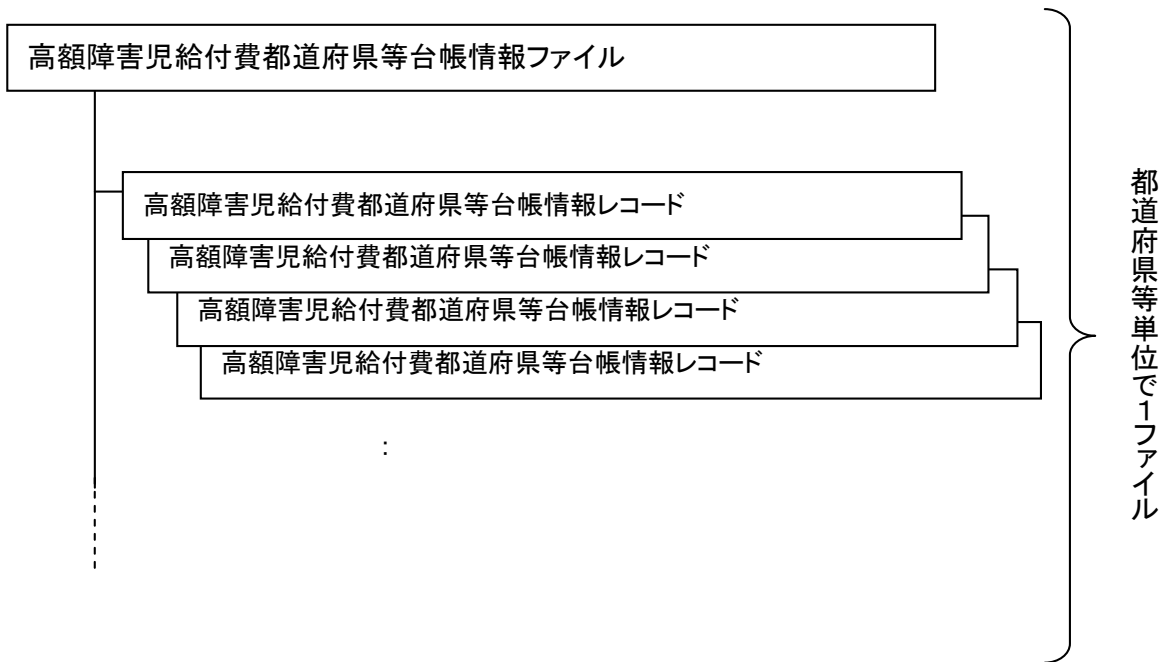 高額障害児給付費都道府県等台帳情報ファイル
高額障害児給付費都道府県等台帳情報レコード
高額障害児給付費都道府県等台帳情報レコード
高額障害児給付費都道府県等台帳情報レコード
高額障害児給付費都道府県等台帳情報レコード
:
都道府県等単位で1ファイル